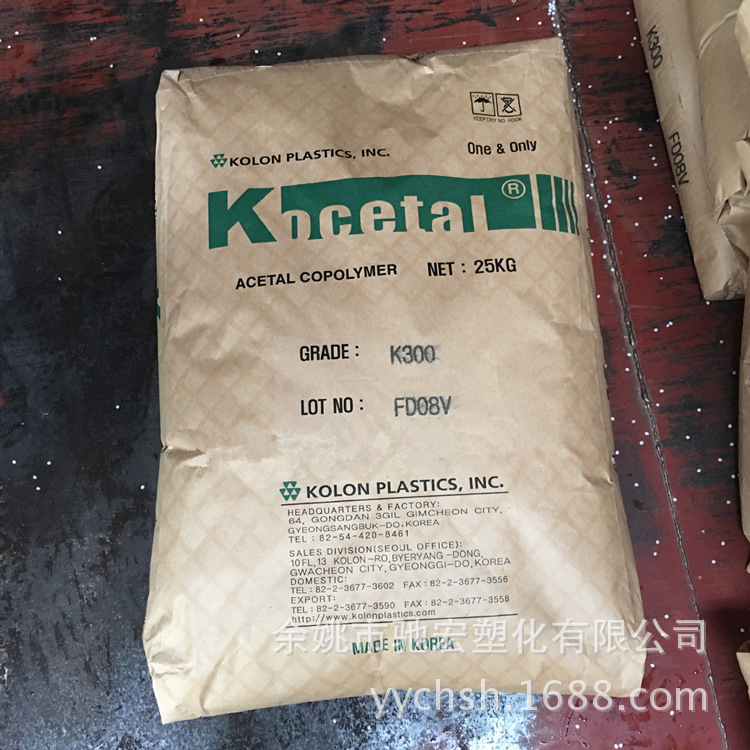 KEEP DRY NO HOOK
KOLON PLASTICS, INC.
One & Only
Kocetal®
ACETAL COPOLYMER NET : 25KG
GRADE : K300
LOT NO : FD08V
KOLON PLASTICS, INC.
HEADQUARTERS & FACTORY:
64, GONGDAN 3GIL GIMCHEON CITY,
GYEONGSANGBUK-DO,KOREA
TEL : 82-54-420-8461
SALES DIVISION(SEOUL OFFICE):
10FL,13 KOLON-RO,BYERYANG-DONG,
GWACHEON CITY, GYEONGGI-DO,KOREA
DOMESTIC:
TEL: 82-2-3677-3602 FAX:82-2-3677-3556
EXPORT:
TEL: 82-2-3677-3590 FAX:82-2-3677-3558
http://www.kolonplastics.com
MADE IN KOREA
K300 FD08V
余姚市驰宏塑化有限公司
yychsh.1688.com